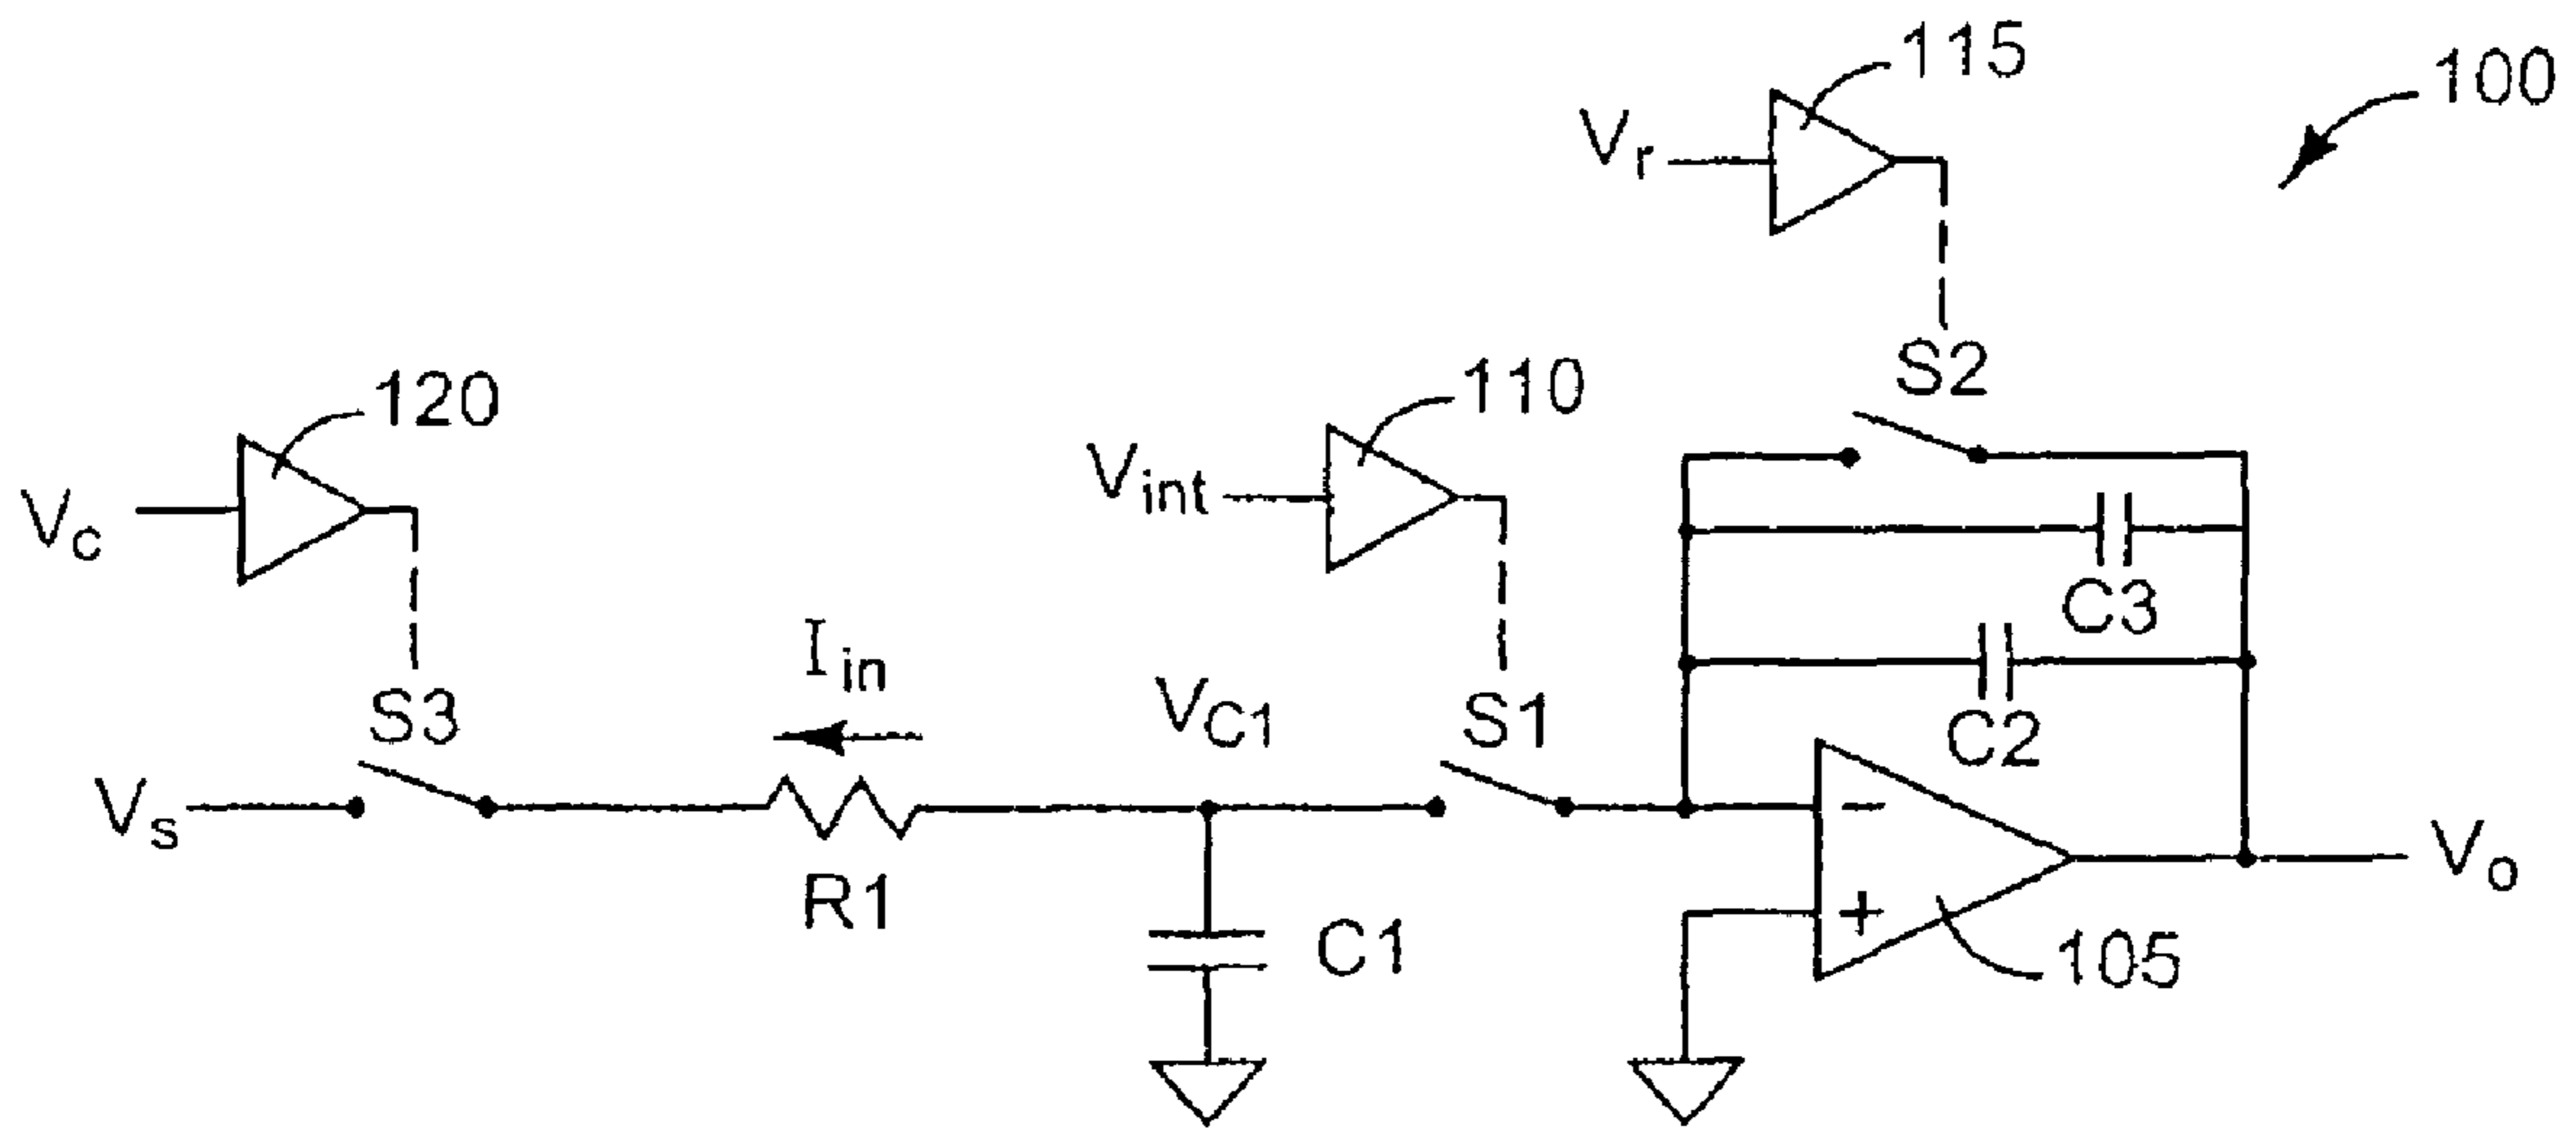 115
100
Vr
S2
110
120
Vint
C3
Vc
Iin
S3
VC1
S1
C2
Vs
−
Vo
R1
+
C1
105